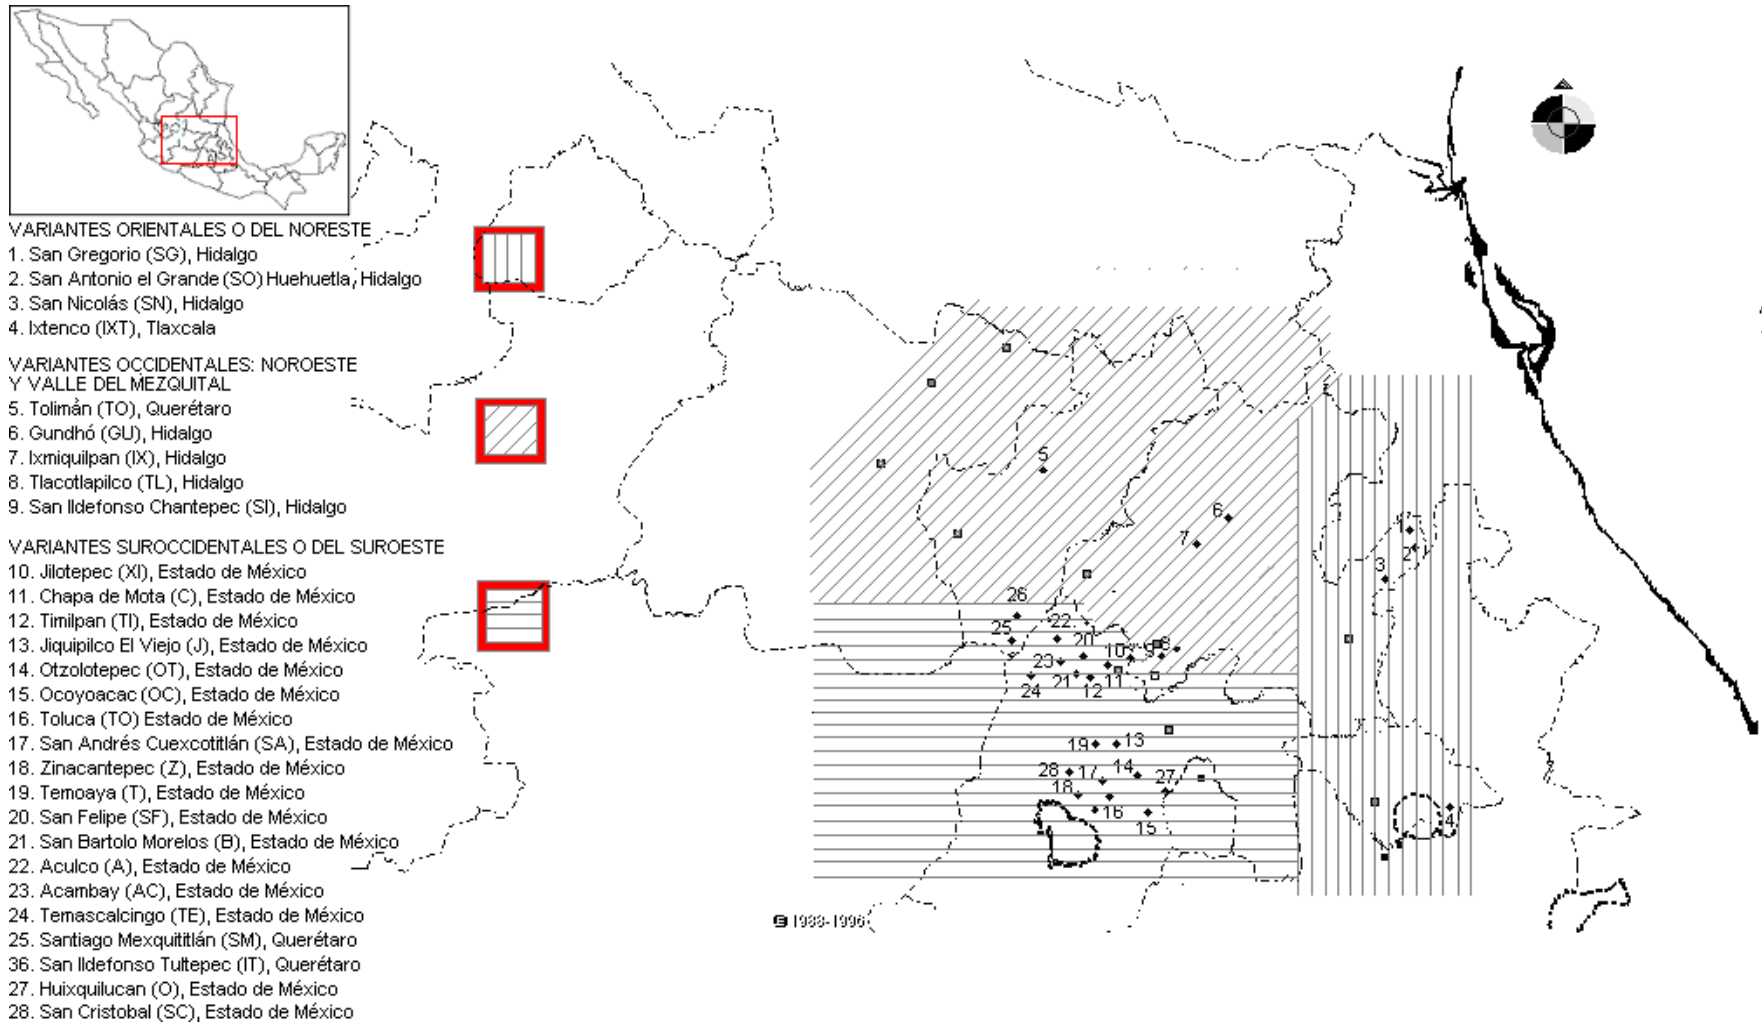 VARIANTES ORIENTALES O DEL NORESTE
1. San Gregorio (SG), Hidalgo
2. San Antonio el Grande (SO) Huehuetla, Hidalgo
3. San Nicolás (SN), Hidalgo
4. Ixtenco (IXT), Tlaxcala
VARIANTES OCCIDENTALES: NOROESTE
Y VALLE DEL MEZQUITAL
5. Tolimán (TO), Querétaro
6. Gundhó (GU), Hidalgo
7. Ixmiquilpan (IX), Hidalgo
8. Tlacotlapilco (TL), Hidalgo
9. San Ildefonso Chantepec (SI), Hidalgo
VARIANTES SUROCCIDENTALES O DEL SUROESTE
10. Jilotepec (XI), Estado de México
11. Chapa de Mota (C), Estado de México
12. Timilpan (TI), Estado de México
13. Jiquipilco El Viejo (J), Estado de México
14. Otzolotepec (OT), Estado de México
15. Ocoyoacac (OC), Estado de México
16. Toluca (TO) Estado de México
17. San Andrés Cuexcotitlán (SA), Estado de México
18. Zinacantepec (Z), Estado de México
19. Temoaya (T), Estado de México
20. San Felipe (SF), Estado de México
21. San Bartolo Morelos (B), Estado de México
22. Aculco (A), Estado de México
23. Acambay (AC), Estado de México
24. Temascalcingo (TE), Estado de México
25. Santiago Mexquititlán (SM), Querétaro
36. San Ildefonso Tultepec (IT), Querétaro
27. Huixquilucan (O), Estado de México
28. San Cristobal (SC), Estado de México
5
6
7
1
2
3
26
25
22
20
10
9
8
23
21
11
24
12
19
13
28
17
14
27
18
16
15
4
© 1988-1996